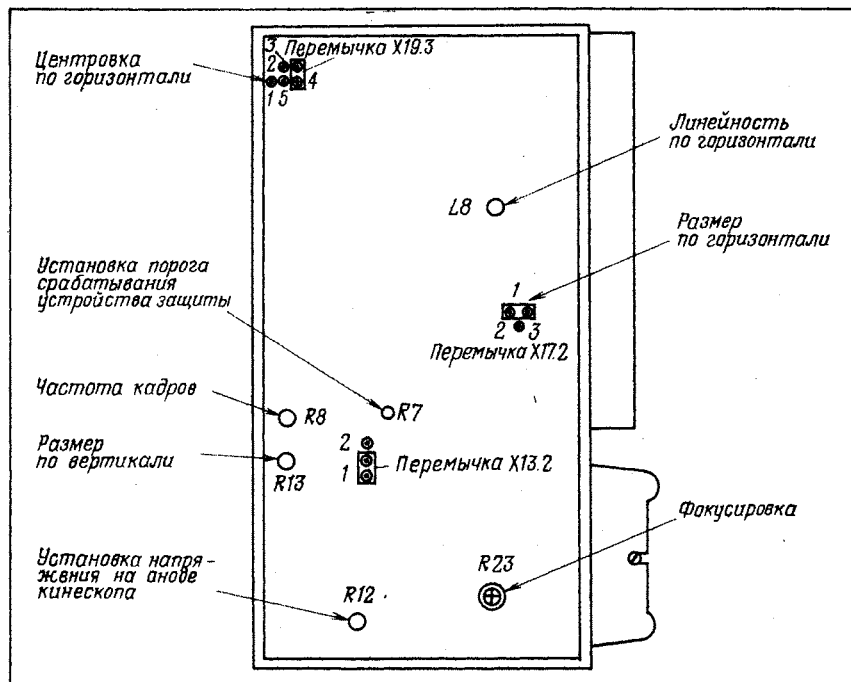 Центровка
по горизонтали
3
Перемычка X19.3
2
1 5
4
Линейность
по горизонтали
L8
Размер
по горизонтали
Установка порога
срабатывания
устройства защиты
1
2
3
Перемычка X17.2
Частота кадров
R8
R7
Размер
по вертикали
R13
2
1
Перемычка X13.2
Фокусировка
Установка напря-
жения на аноде
кинескопа
R12
R23